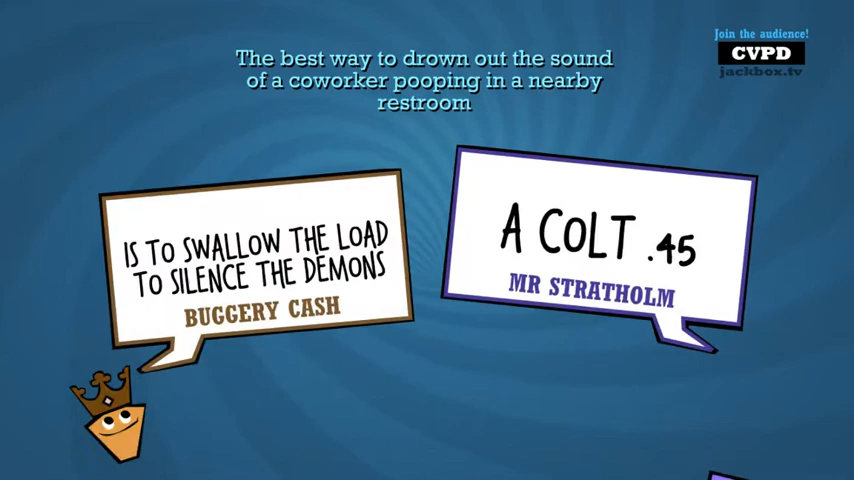 Join the audience!
CVPD
jackbox.tv
The best way to drown out the sound
of a coworker pooping in a nearby
restroom
IS TO SWALLOW THE LOAD
TO SILENCE THE DEMONS
BUGGERY CASH
A COLT .45
MR STRATHOLM